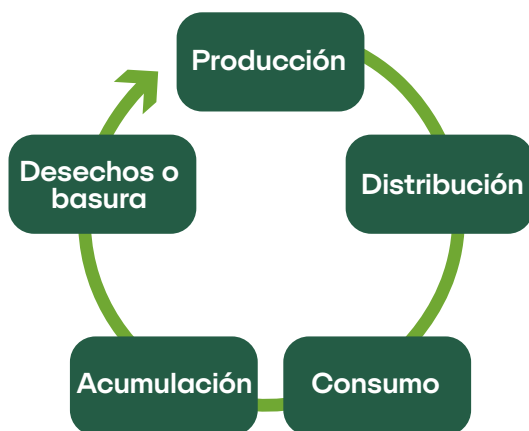 Producción
Distribución
Consumo
Acumulación
Desechos o
basura